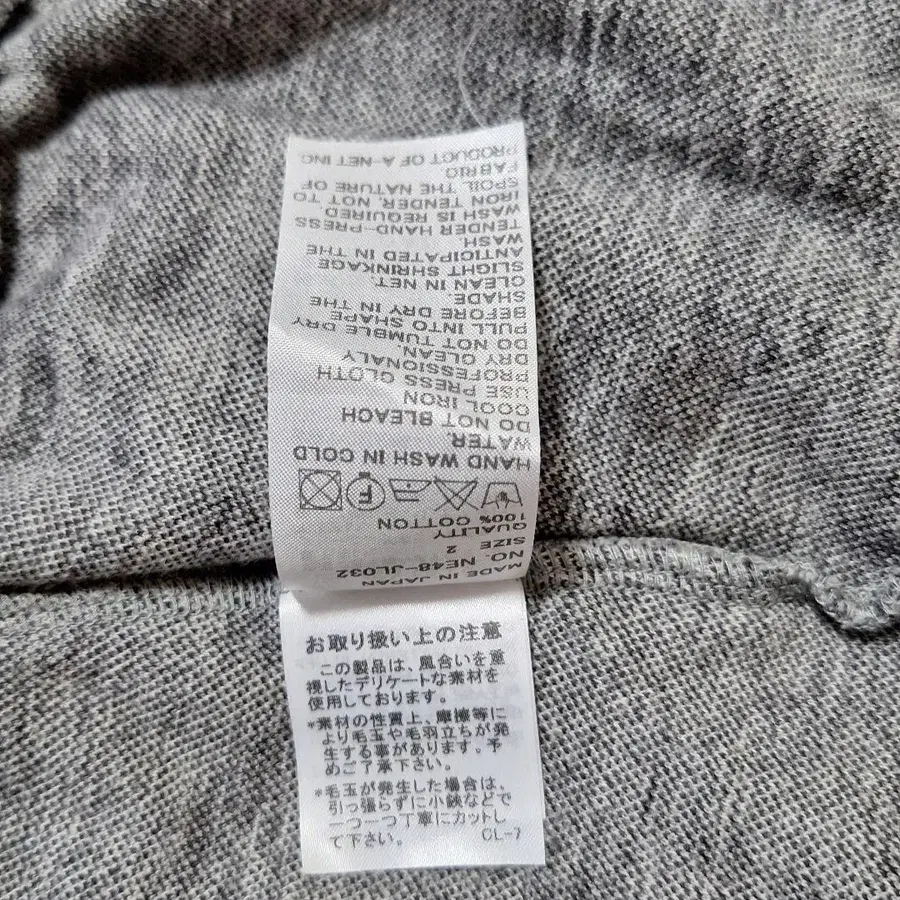 MADE IN JAPAN
NO. NE48-JL032
SIZE 2
QUALITY
100% COTTON
F
HAND WASH IN COLD
WATER.
DO NOT BLEACH
COOL IRON
USE PRESS CLOTH
PROFESSIONALY
DRY CLEAN.
DO NOT TUMBLE DRY
PULL INTO SHAPE
BEFORE DRY IN THE
SHADE.
CLEAN IN NET.
SLIGHT SHRINKAGE
ANTICIPATED IN THE
WASH.
TENDER HAND-PRESS
WASH IS REQUIRED.
IRON TENDER, NOT TO
SPOIL THE NATURE OF
FABRIC
PRODUCT OF A-NET INC.
お取り扱い上の注意
この製品は、風合いを重
視したデリケートな素材を
使用しております。
*素材の性質上、摩擦等に
より毛玉や毛羽立ちが発
生する事があります。予
めご了承下さい。
*毛玉が発生した場合は、
引っ張らずに小鋏などで
一つ一つ丁寧にカットし
て下さい。 CL-7